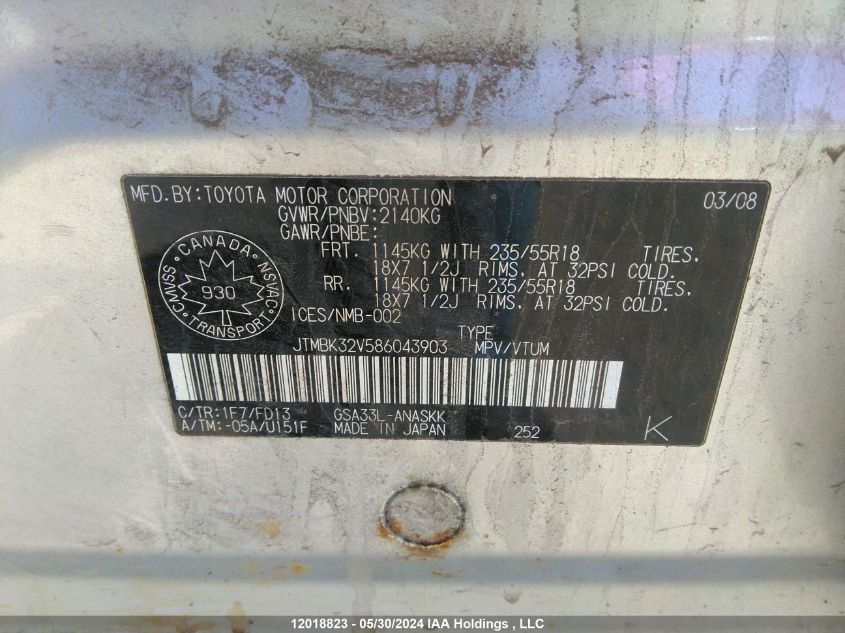 MFD.BY:TOYOTA MOTOR CORPORATION 03/08
GVWR/PNBV:2140KG
GAWR/PNBE:
FRT. 1145KG WITH 235/55R18 TIRES.
18X7 1/2J RIMS. AT 32PSI COLD.
RR. 1145KG WITH 235/55R18 TIRES.
18X7 1/2J RIMS. AT 32PSI COLD.
CANADA
CMVSS 930 NSVAC
TRANSPORT
ICES/NMB-002
TYPE
JTMBK32V586043903 MPV/VTUM
C/TR:1F7/FD13 GSA33L-ANASKK
A/TM:-05A/U151F MADE IN JAPAN 252 K
12018823 - 05/30/2024 IAA Holdings , LLC